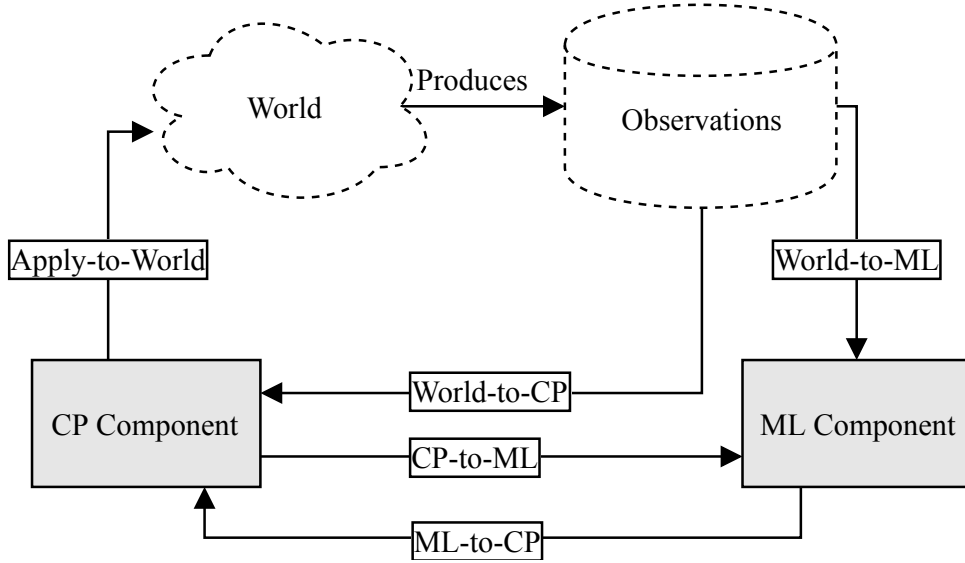 Produces
World
Observations
Apply-to-World
World-to-ML
World-to-CP
CP Component
ML Component
CP-to-ML
ML-to-CP